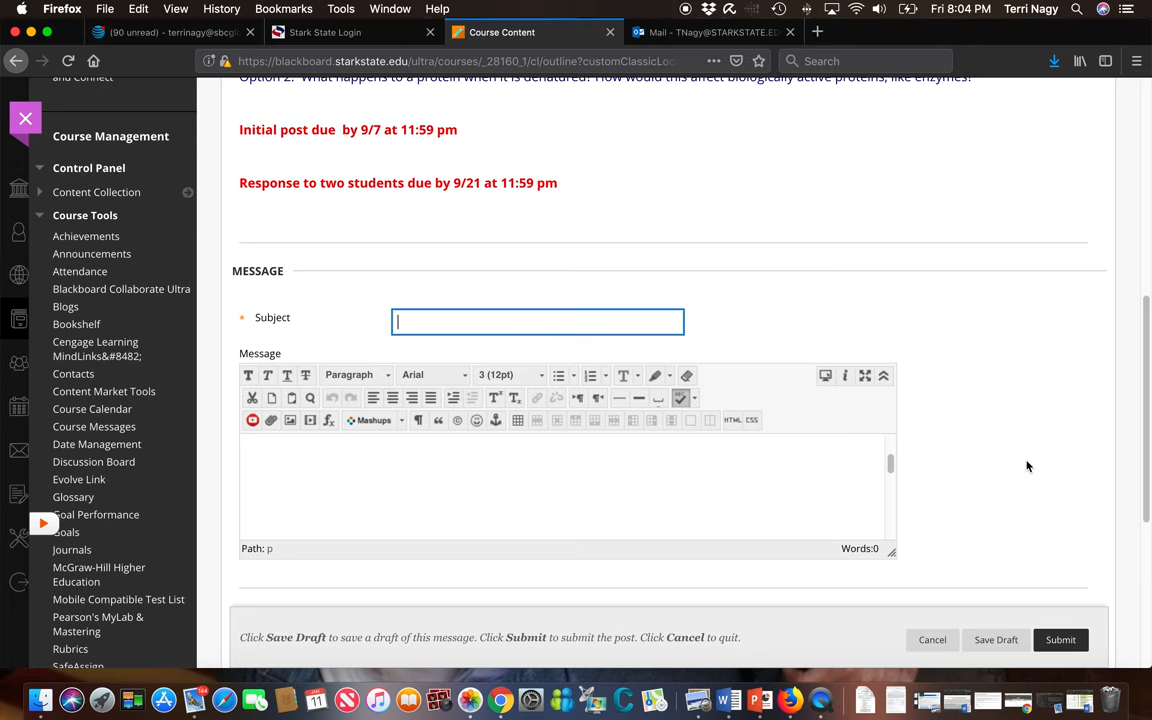 Firefox File Edit View History Bookmarks Tools Window Help Fri 8:04 PM Terri Nagy
(90 unread) - terrinagy@sbcgl Stark State Login Course Content Mail - TNagy@STARKSTATE.ED
https://blackboard.starkstate.edu/ultra/courses/_28160_1/cl/outline?customClassicLoc Search
and Connect
Option 2: What happens to a protein when it is denatured? How would this affect biologically active proteins, like enzymes?
Initial post due by 9/7 at 11:59 pm
Course Management
Control Panel
Response to two students due by 9/21 at 11:59 pm
Content Collection
Course Tools
Achievements
Announcements
Attendance
MESSAGE
Blackboard Collaborate Ultra
Blogs
Subject
Bookshelf
Cengage Learning
MindLinks&#8482;
Message
Contacts
T T T T Paragraph Arial 3 (12pt) T
Content Market Tools
Course Calendar
Mashups HTML CSS
Course Messages
Date Management
Discussion Board
Evolve Link
Glossary
Goal Performance
Goals
Journals
Path: p Words:0
McGraw-Hill Higher
Education
Mobile Compatible Test List
Pearson's MyLab &
Mastering
Click Save Draft to save a draft of this message. Click Submit to submit the post. Click Cancel to quit.
Cancel Save Draft Submit
Rubrics
SafeAssign